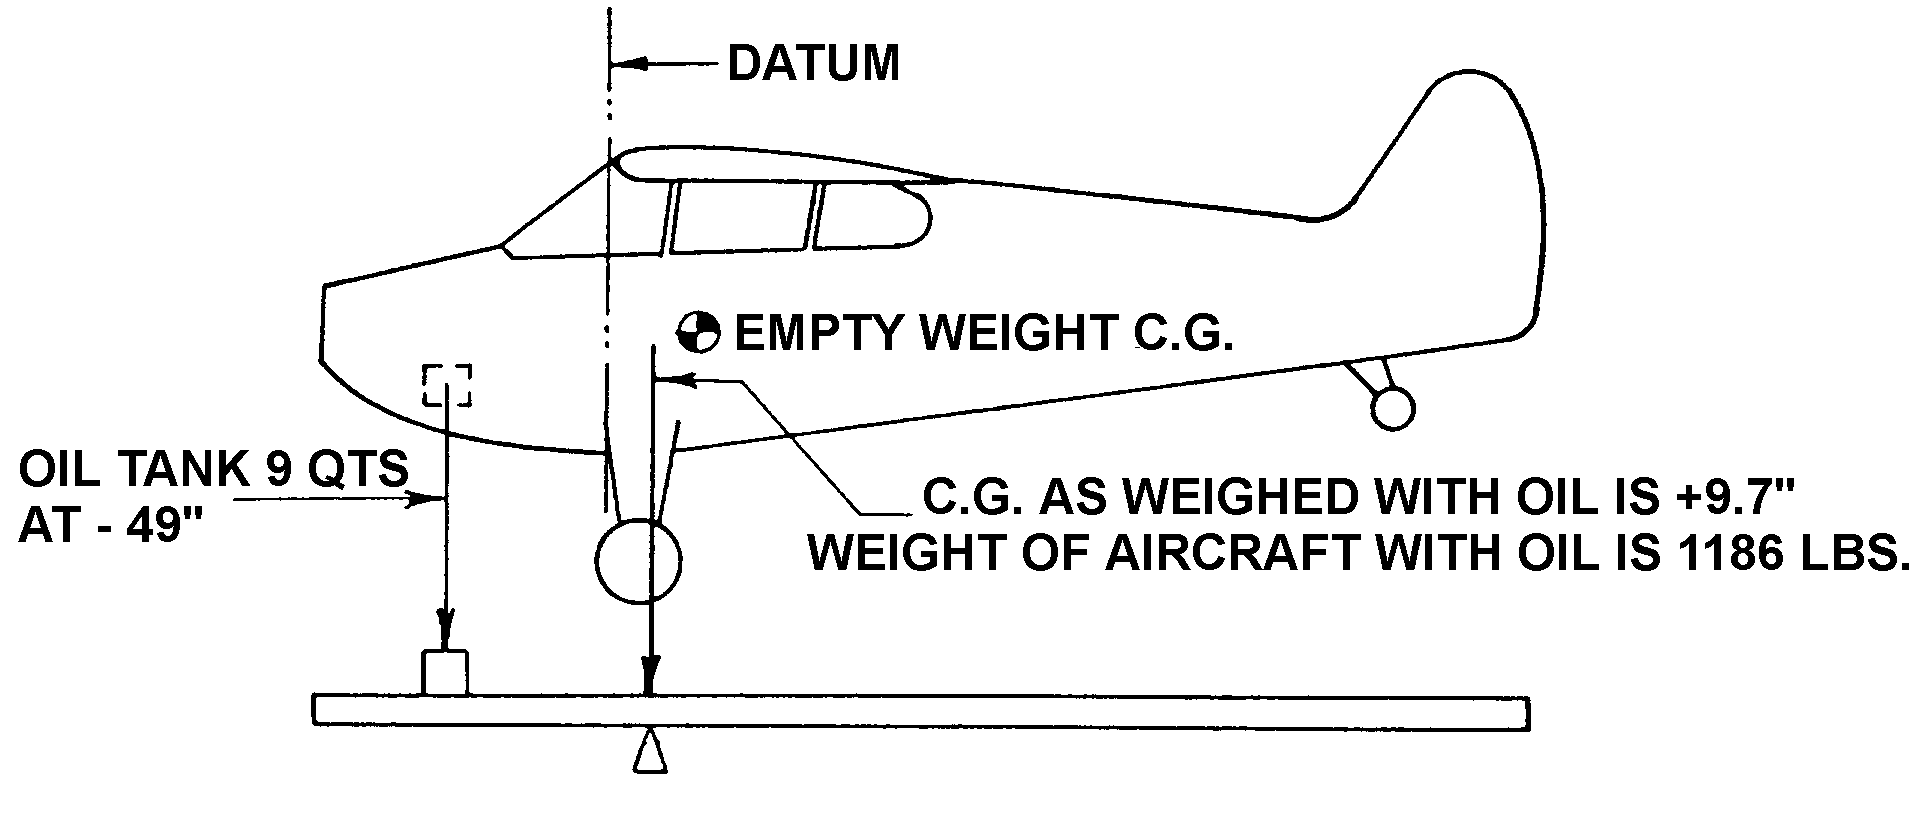 DATUM
EMPTY WEIGHT C.G.
OIL TANK 9 QTS
AT - 49"
C.G. AS WEIGHED WITH OIL IS +9.7"
WEIGHT OF AIRCRAFT WITH OIL IS 1186 LBS.